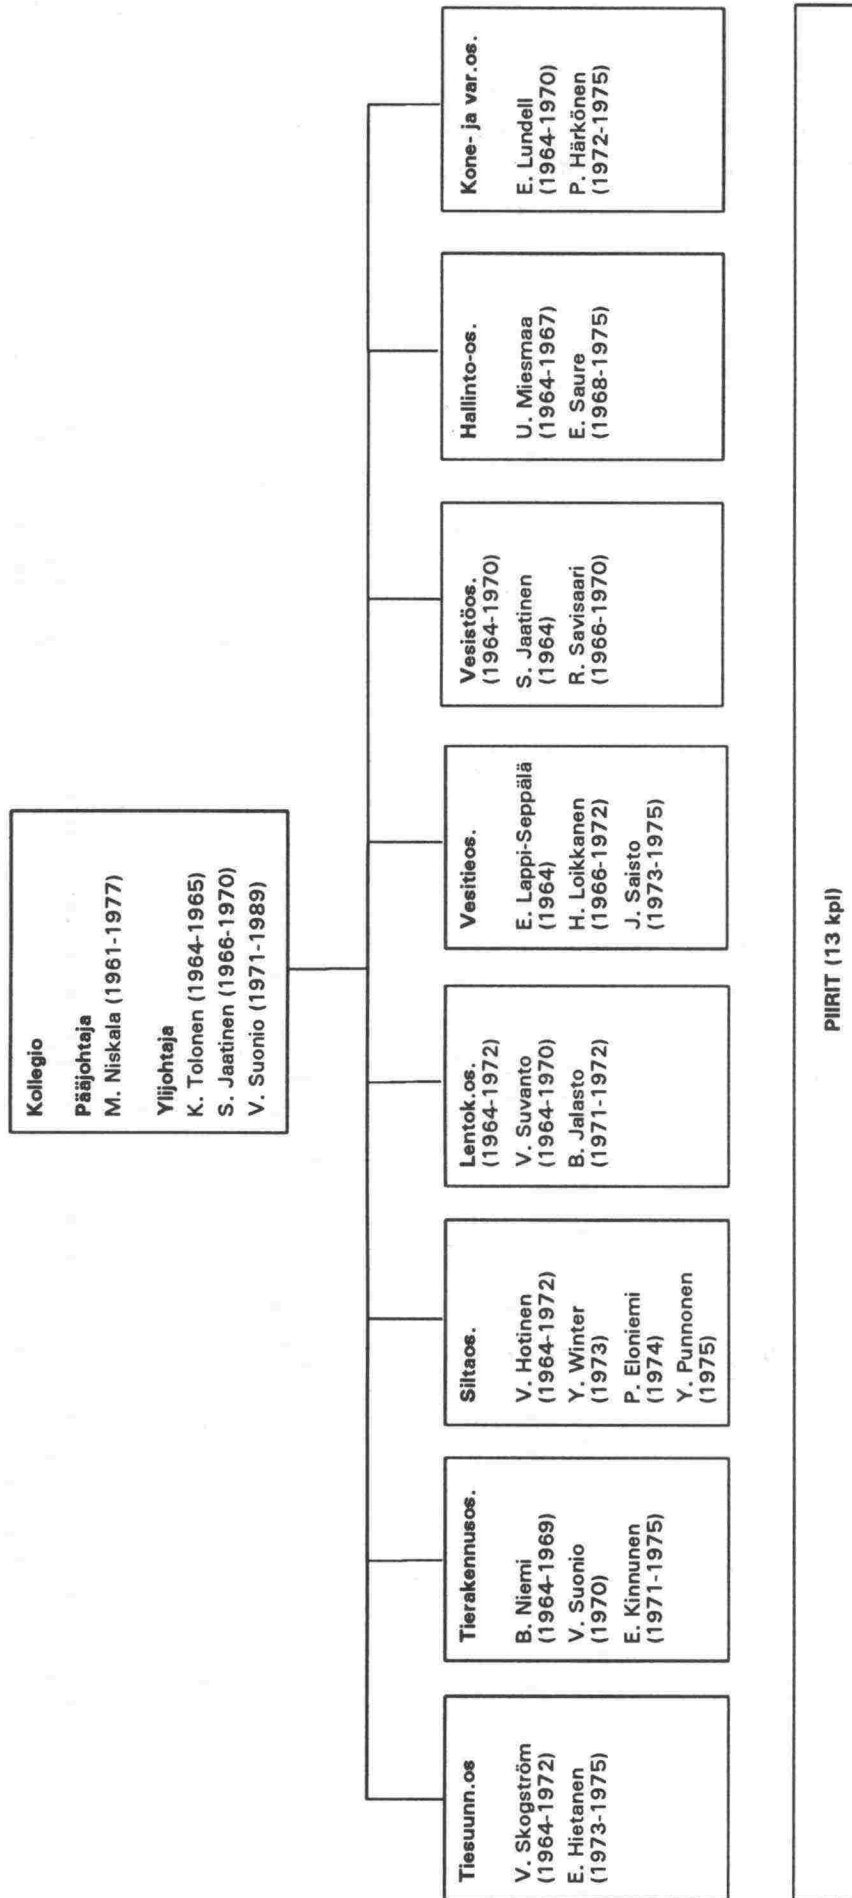 Kollegio
Pääjohtaja
M. Niskala (1961-1977)
Ylijohtaja
K. Tolonen (1964-1965)
S. Jaatinen (1966-1970)
V. Suonio (1971-1989)
Tiesuunn.os
V. Skogström
(1964-1972)
E. Hietanen
(1973-1975)
Tierakennusos.
B. Niemi
(1964-1969)
V. Suonio
(1970)
E. Kinnunen
(1971-1975)
Siltaos.
V. Hotinen
(1964-1972)
Y. Winter
(1973)
P. Eloniemi
(1974)
Y. Punnonen
(1975)
Lentok.os.
(1964-1972)
V. Suvanto
(1964-1970)
B. Jalasto
(1971-1972)
Vesitieos.
E. Lappi-Seppälä
(1964)
H. Loikkanen
(1966-1972)
J. Saisto
(1973-1975)
Vesistöos.
(1964-1970)
S. Jaatinen
(1964)
R. Savisaari
(1966-1970)
Hallinto-os.
U. Miesmaa
(1964-1967)
E. Saure
(1968-1975)
Kone- ja var.os.
E. Lundell
(1964-1970)
P. Härkönen
(1972-1975)
PIIRIT (13 kpl)